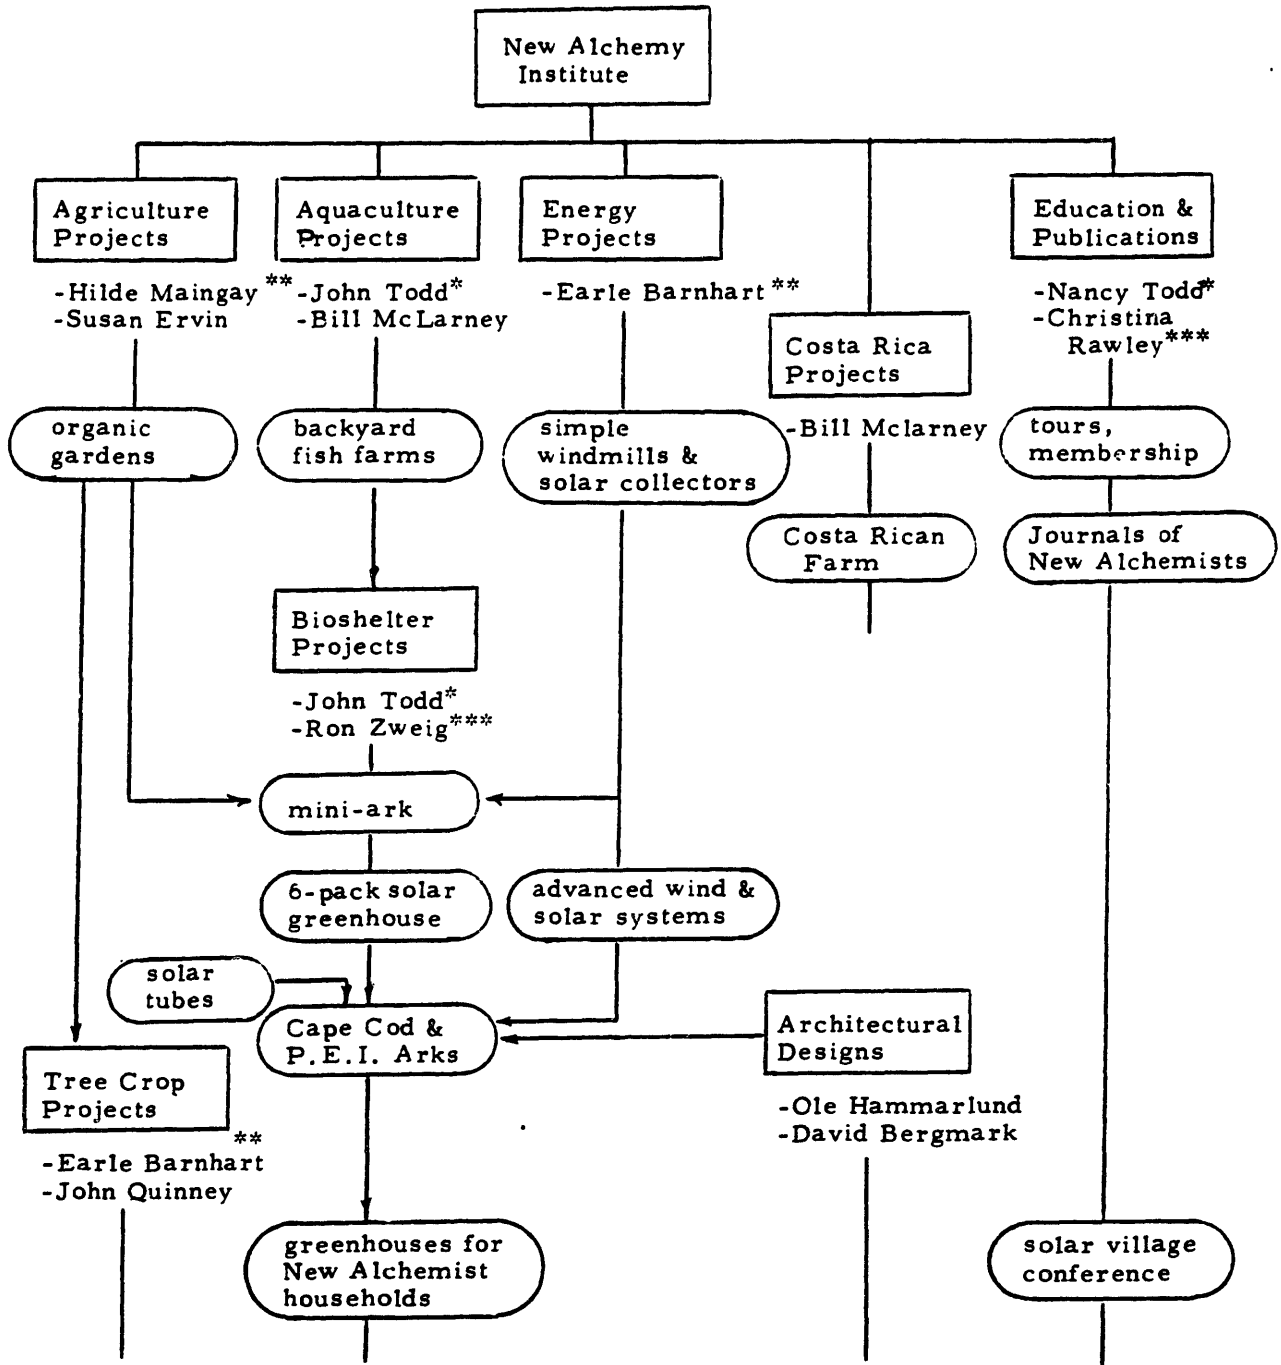 New Alchemy
Institute
Agriculture
Projects
-Hilde Maingay**
-Susan Ervin
Aquaculture
Projects
-John Todd*
-Bill McLarney
Energy
Projects
-Earle Barnhart**
Costa Rica
Projects
-Bill Mclarney
Education &
Publications
-Nancy Todd*
-Christina
Rawley***
organic
gardens
backyard
fish farms
simple
windmills &
solar collectors
Costa Rican
Farm
tours,
membership
Journals of
New Alchemists
Bioshelter
Projects
-John Todd*
-Ron Zweig***
mini-ark
6-pack solar
greenhouse
advanced wind &
solar systems
solar
tubes
Cape Cod &
P.E.I. Arks
Architectural
Designs
-Ole Hammarlund
-David Bergmark
Tree Crop
Projects
**
-Earle Barnhart
-John Quinney
greenhouses for
New Alchemist
households
solar village
conference